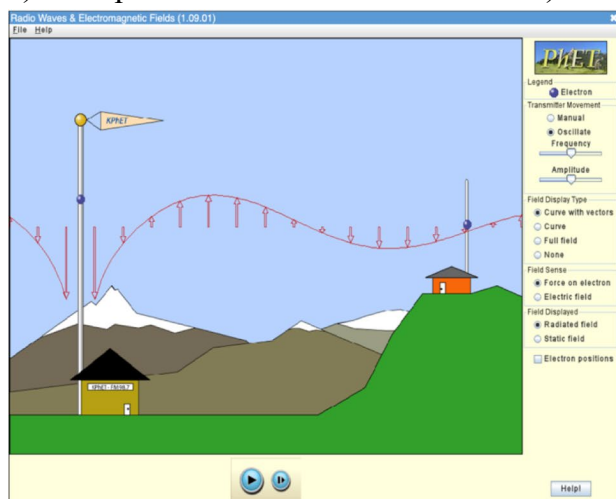 Radio Waves & Electromagnetic Fields (1.09.01)
File Help
KPhET
KPhET - FM 98.7
PhET
Legend
Electron
Transmitter Movement
Manual
Oscillate
Frequency
Amplitude
Field Display Type
Curve with vectors
Curve
Full field
None
Field Sense
Force on electron
Electric field
Field Displayed
Radiated field
Static field
Electron positions
Help!